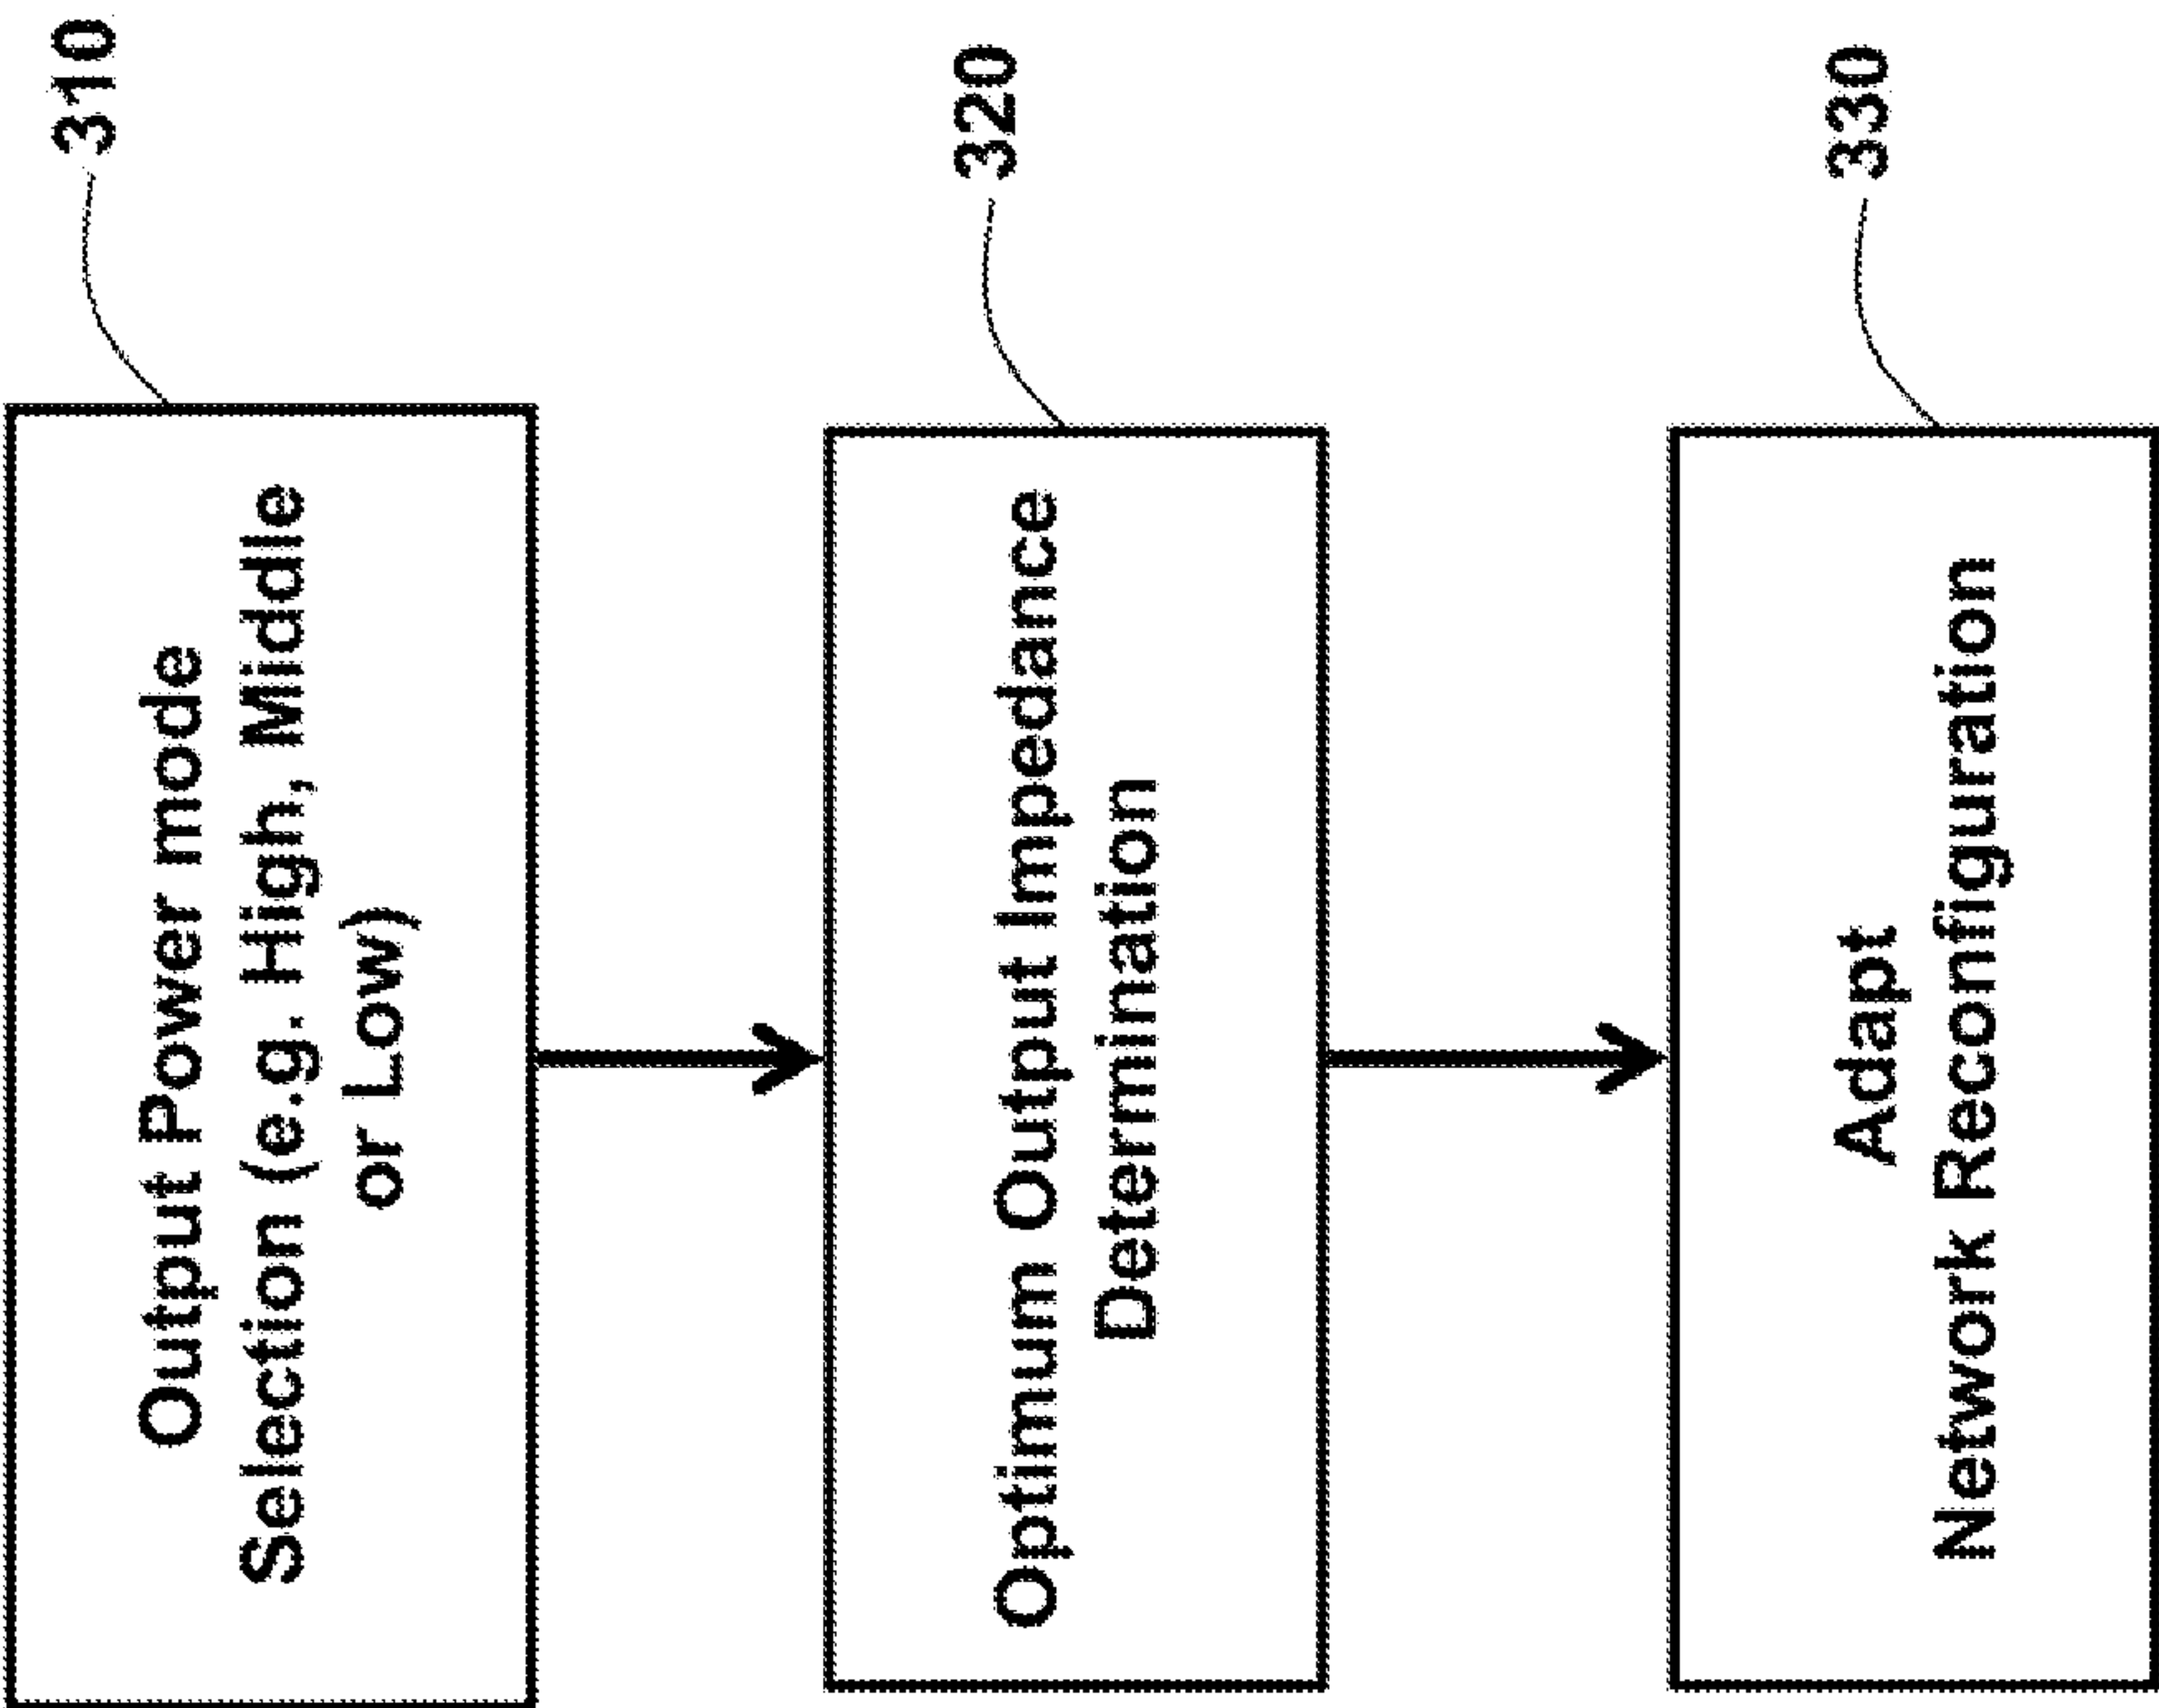 310
Output Power mode
Selection (e.g. High, Middle
or Low)
320
Optimum Output Impedance
Determination
330
Adapt
Network Reconfiguration